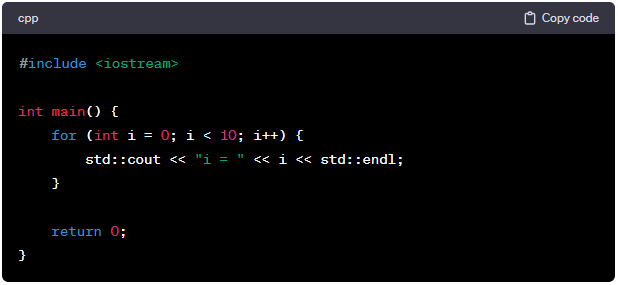 cpp Copy code
#include <iostream>
int main() {
    for (int i = 0; i < 10; i++) {
        std::cout << "i = " << i << std::endl;
    }
    return 0;
}